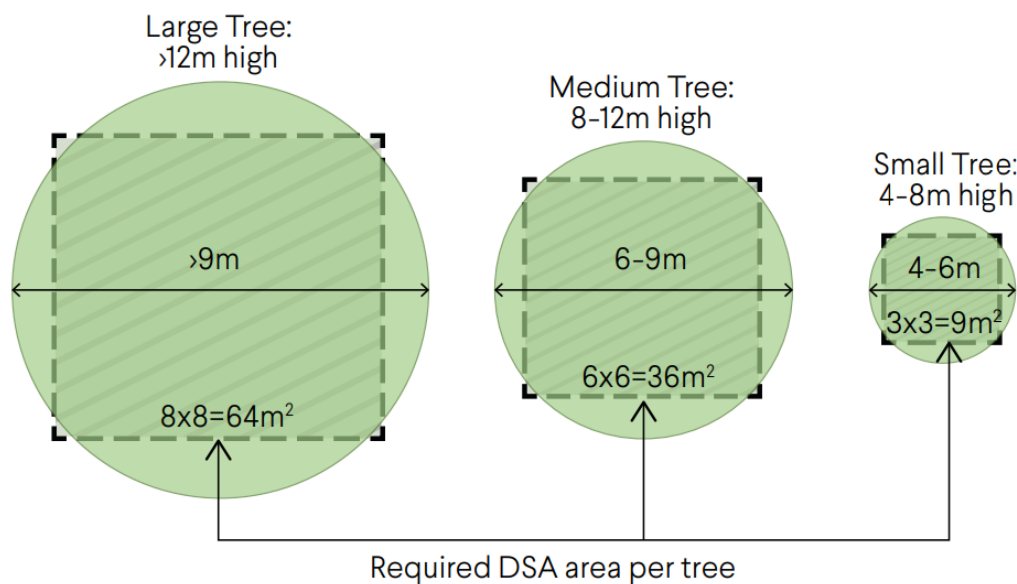 Large Tree:
›12m high
Medium Tree:
8-12m high
Small Tree:
4-8m high
›9m
6-9m
4-6m
8x8=64m²
6x6=36m²
3x3=9m²
Required DSA area per tree